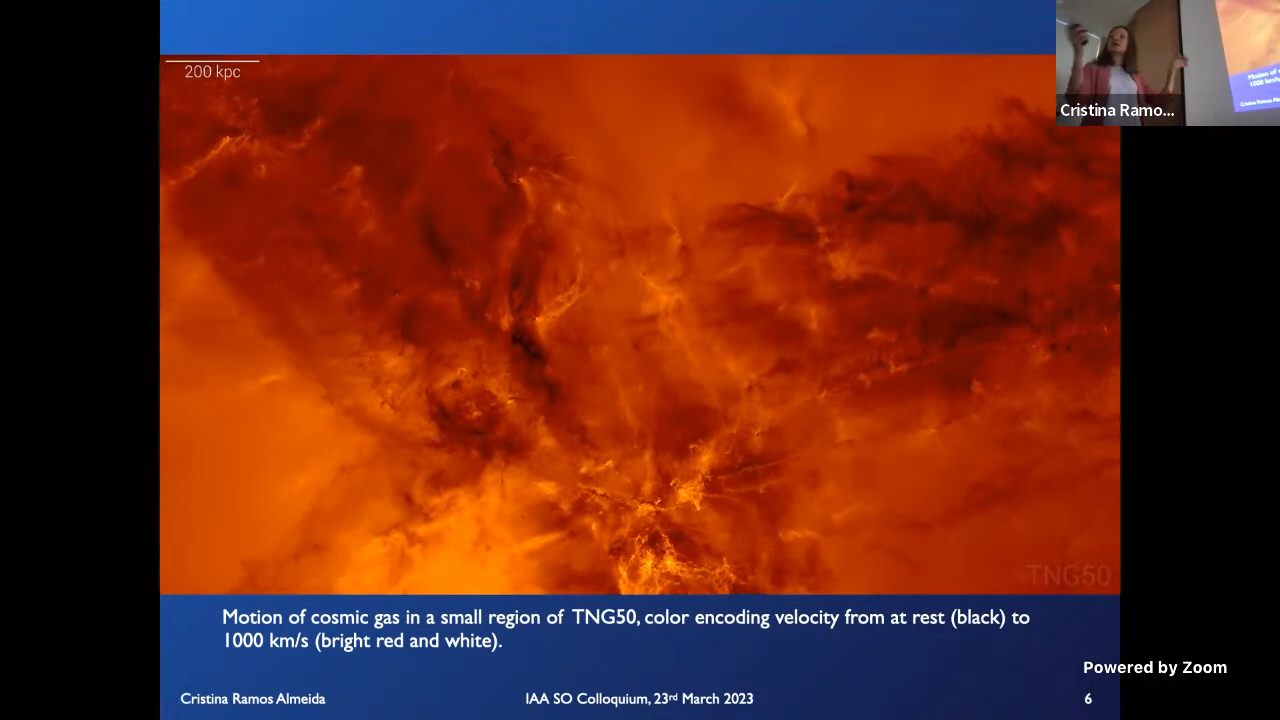 200 kpc
Cristina Ramo...
TNG50
Motion of cosmic gas in a small region of TNG50, color encoding velocity from at rest (black) to
1000 km/s (bright red and white).
Powered by Zoom
Cristina Ramos Almeida
IAA SO Colloquium, 23rd March 2023
6